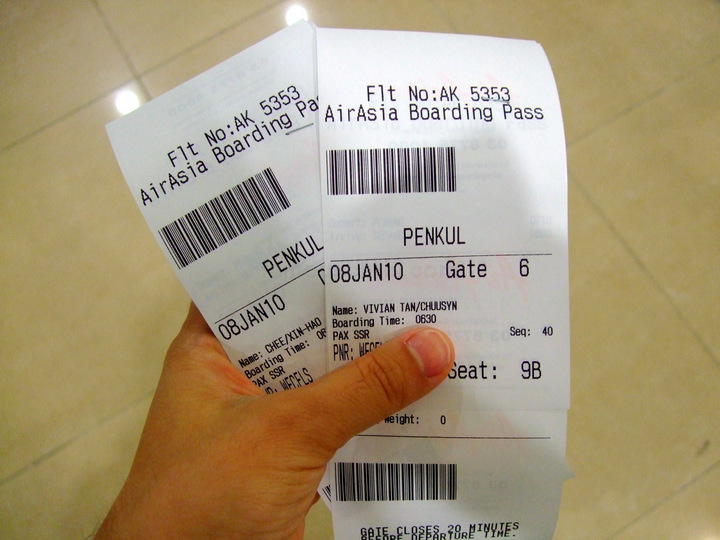 Flt No:AK 5353
AirAsia Boarding
PENKUL
08JAN10
Name: CHEE/XIN-HAO
Boarding Time:
PAX SSR
WFCFLS
Flt No:AK 5353
AirAsia Boarding Pass
PENKUL
08JAN10 Gate 6
Name: VIVIAN TAN/CHUUSYN
Boarding Time: 0630
PAX SSR Seq: 40
PNR:
Seat: 9B
Weight: 0
GATE CLOSES 20 MINUTES
BEFORE DEPARTURE TIME.